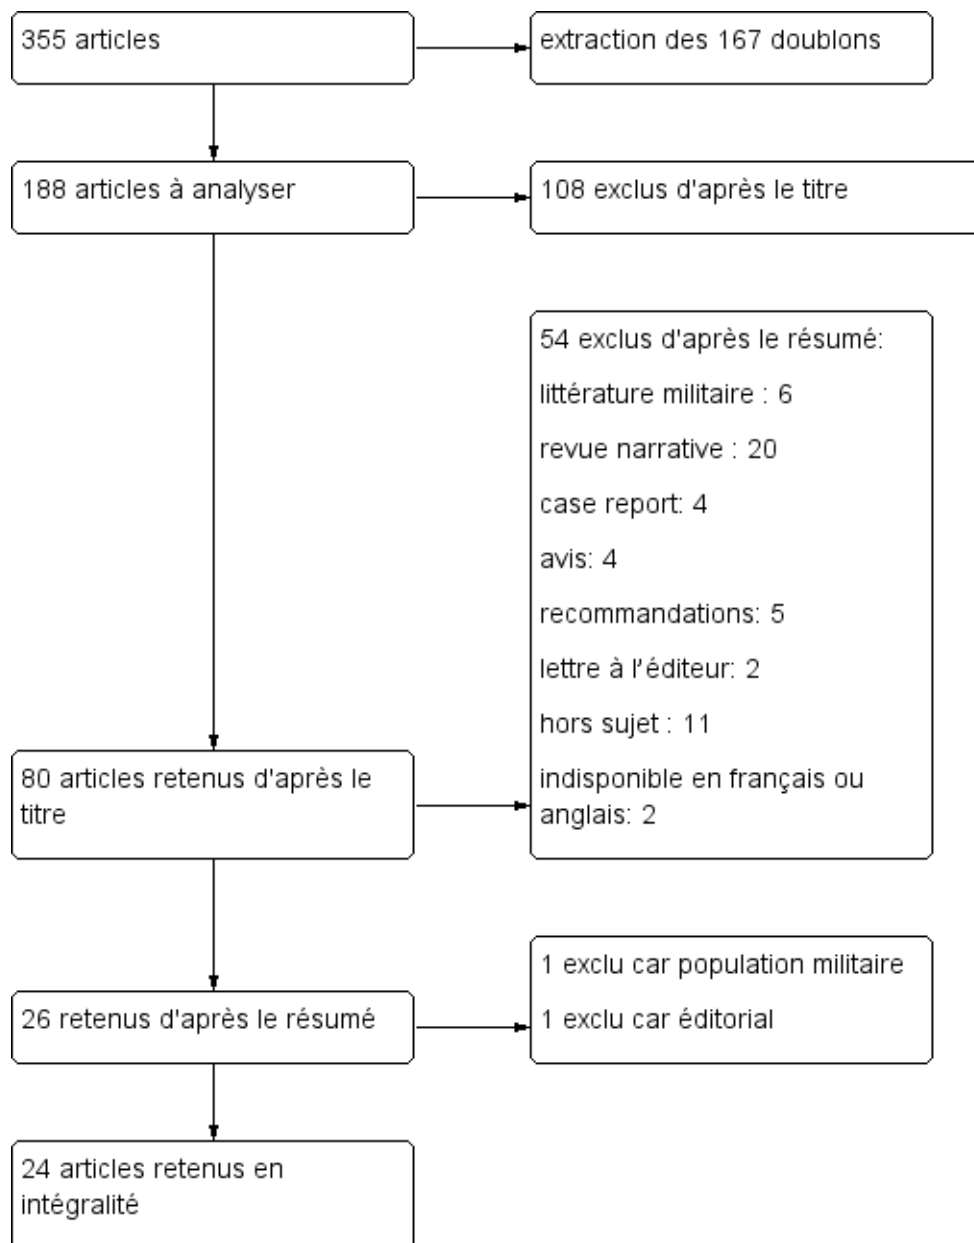 355 articles
extraction des 167 doublons
188 articles à analyser
108 exclus d'après le titre
54 exclus d'après le résumé:
littérature militaire : 6
revue narrative : 20
case report: 4
avis: 4
recommandations: 5
lettre à l'éditeur: 2
hors sujet : 11
indisponible en français ou
anglais: 2
80 articles retenus d'après le
titre
1 exclu car population militaire
1 exclu car éditorial
26 retenus d'après le résumé
24 articles retenus en
intégralité